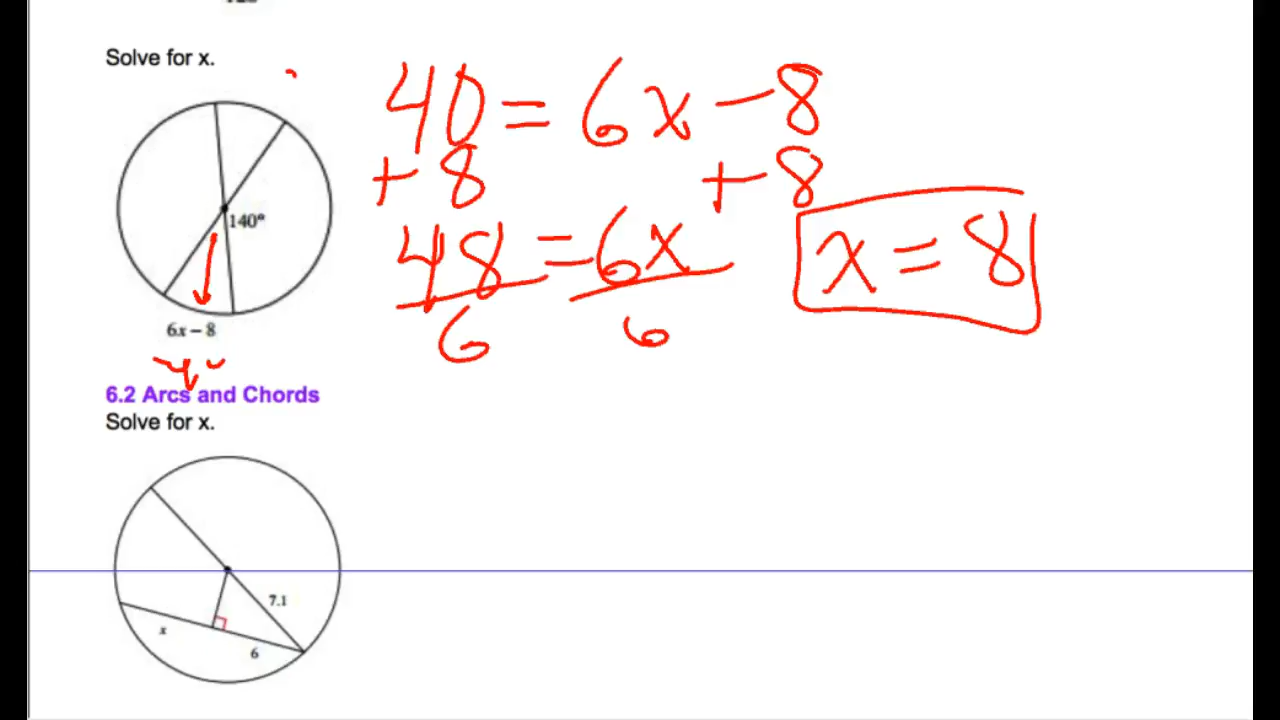 Solve for x.
40 = 6x - 8
+ 8 + 8
140°
48 = 6x
6 6
x = 8
6x – 8
6.2 Arcs and Chords
Solve for x.
7.1
x
6